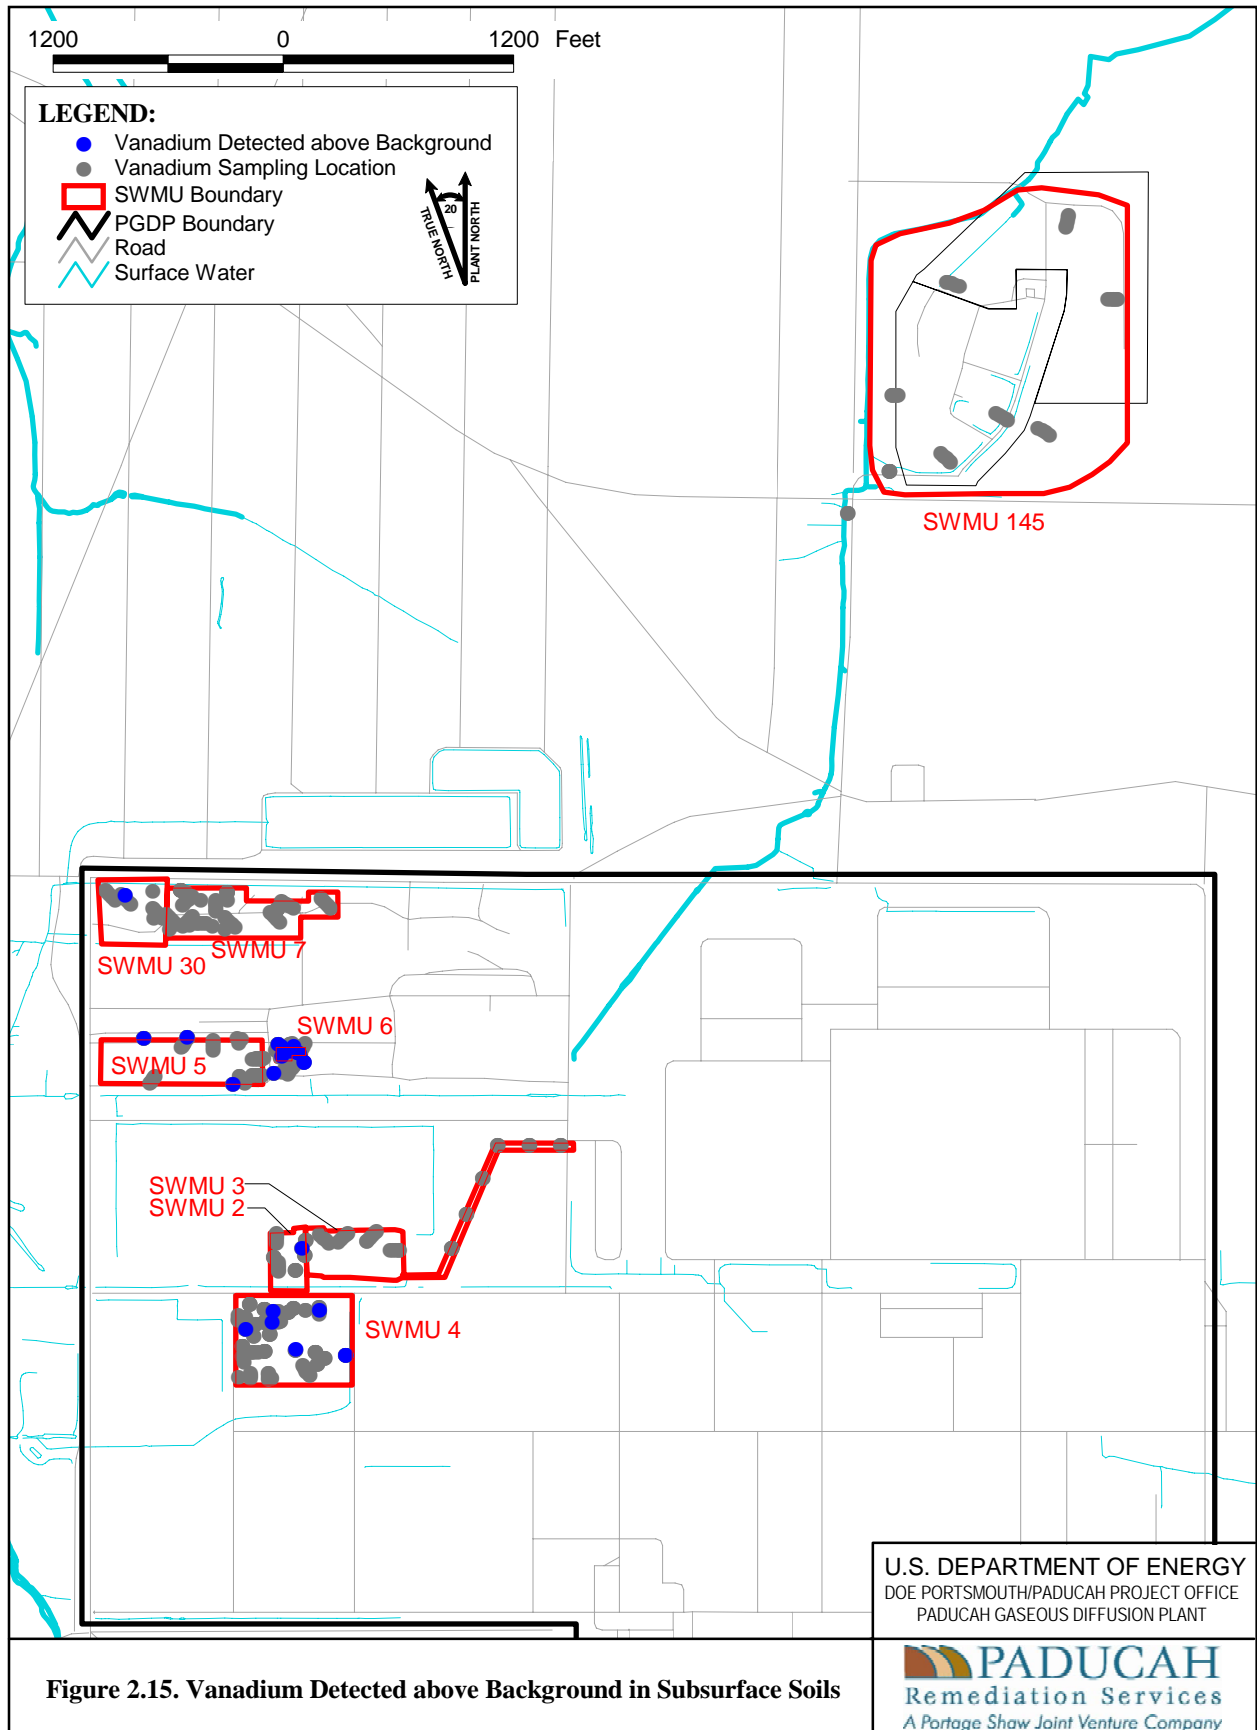 1200 0 1200 Feet
LEGEND:
Vanadium Detected above Background
Vanadium Sampling Location
SWMU Boundary
PGDP Boundary
Road
Surface Water
20
TRUE NORTH
PLANT NORTH
SWMU 145
SWMU 7
SWMU 30
SWMU 6
SWMU 5
SWMU 3
SWMU 2
SWMU 4
U.S. DEPARTMENT OF ENERGY
DOE PORTSMOUTH/PADUCAH PROJECT OFFICE
PADUCAH GASEOUS DIFFUSION PLANT
Figure 2.15. Vanadium Detected above Background in Subsurface Soils
PADUCAH
Remediation Services
A Portage Shaw Joint Venture Company